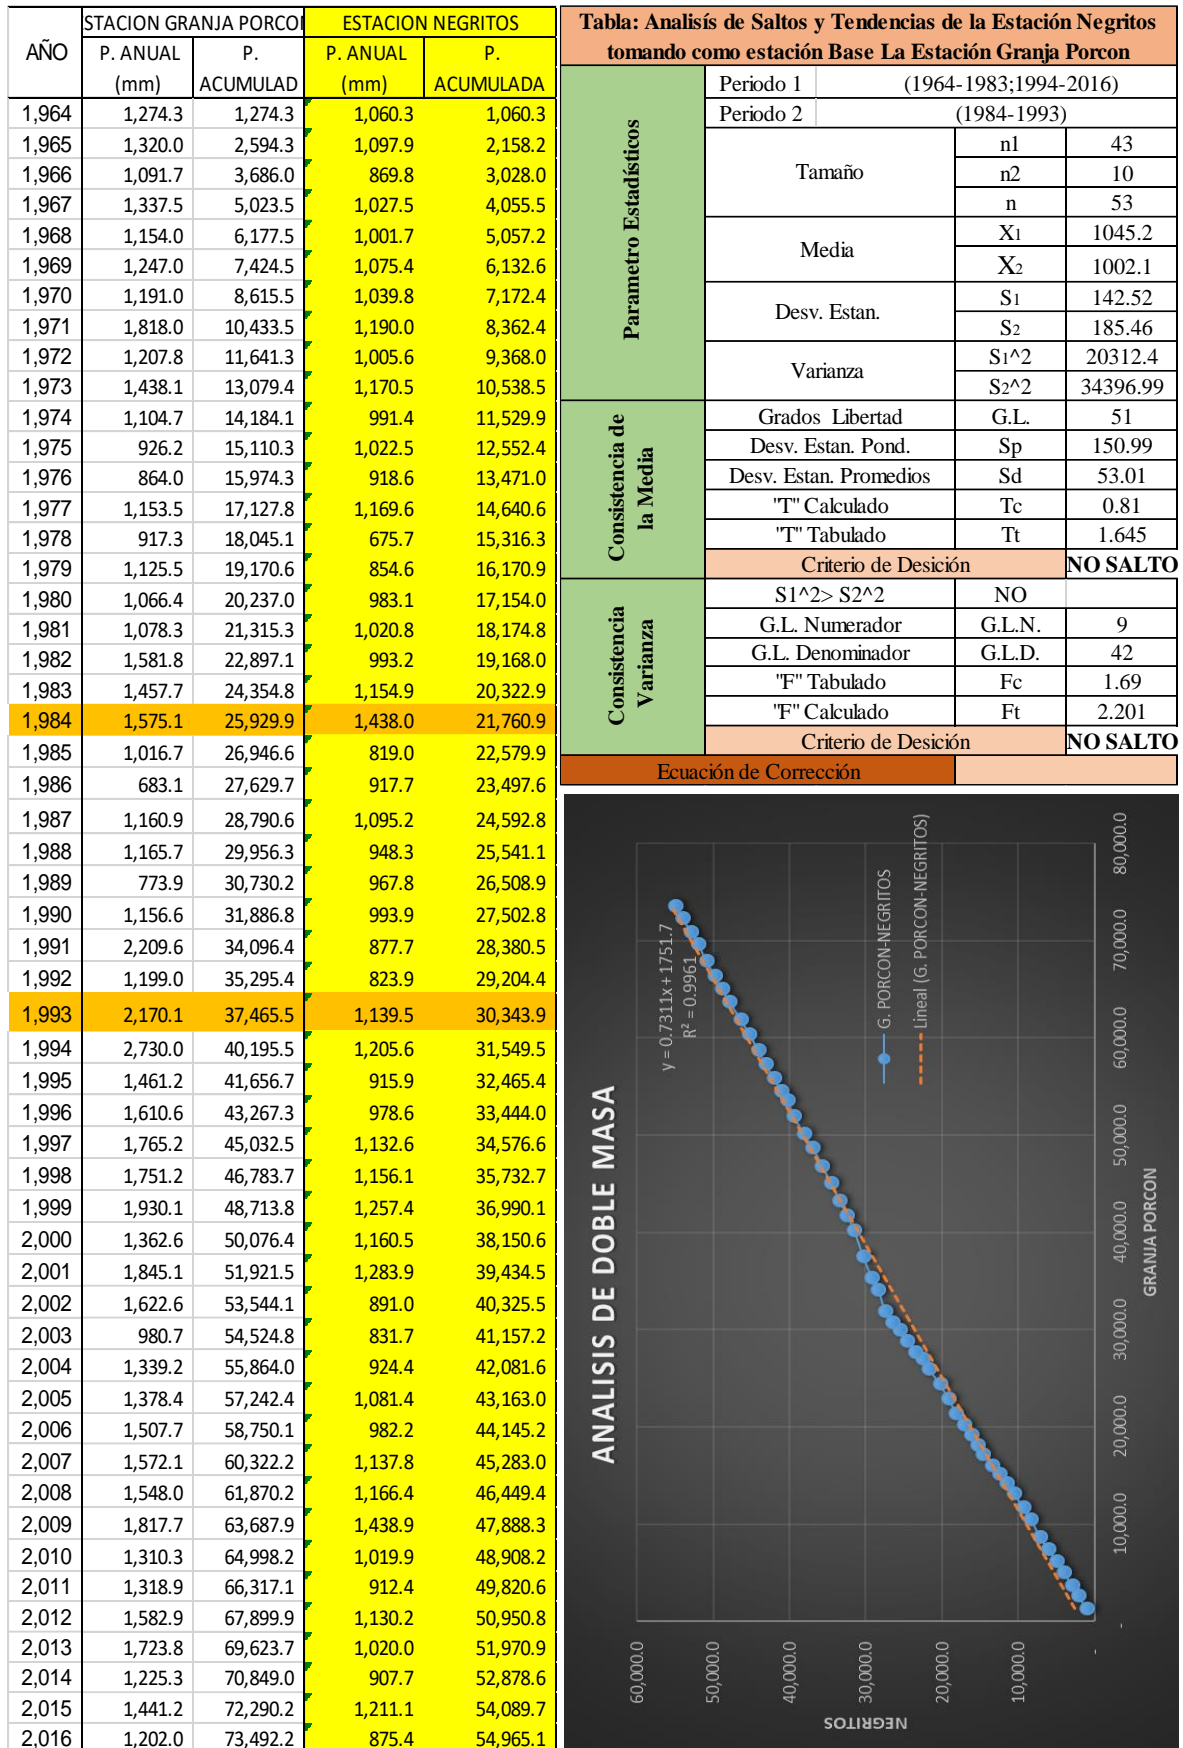 STACION GRANJA PORCON ESTACION NEGRITOS
AÑO P. ANUAL (mm) P. ACUMULAD P. ANUAL (mm) P. ACUMULADA
1,964 1,274.3 1,274.3 1,060.3 1,060.3
1,965 1,320.0 2,594.3 1,097.9 2,158.2
1,966 1,091.7 3,686.0 869.8 3,028.0
1,967 1,337.5 5,023.5 1,027.5 4,055.5
1,968 1,154.0 6,177.5 1,001.7 5,057.2
1,969 1,247.0 7,424.5 1,075.4 6,132.6
1,970 1,191.0 8,615.5 1,039.8 7,172.4
1,971 1,818.0 10,433.5 1,190.0 8,362.4
1,972 1,207.8 11,641.3 1,005.6 9,368.0
1,973 1,438.1 13,079.4 1,170.5 10,538.5
1,974 1,104.7 14,184.1 991.4 11,529.9
1,975 926.2 15,110.3 1,022.5 12,552.4
1,976 864.0 15,974.3 918.6 13,471.0
1,977 1,153.5 17,127.8 1,169.6 14,640.6
1,978 917.3 18,045.1 675.7 15,316.3
1,979 1,125.5 19,170.6 854.6 16,170.9
1,980 1,066.4 20,237.0 983.1 17,154.0
1,981 1,078.3 21,315.3 1,020.8 18,174.8
1,982 1,581.8 22,897.1 993.2 19,168.0
1,983 1,457.7 24,354.8 1,154.9 20,322.9
1,984 1,575.1 25,929.9 1,438.0 21,760.9
1,985 1,016.7 26,946.6 819.0 22,579.9
1,986 683.1 27,629.7 917.7 23,497.6
1,987 1,160.9 28,790.6 1,095.2 24,592.8
1,988 1,165.7 29,956.3 948.3 25,541.1
1,989 773.9 30,730.2 967.8 26,508.9
1,990 1,156.6 31,886.8 993.9 27,502.8
1,991 2,209.6 34,096.4 877.7 28,380.5
1,992 1,199.0 35,295.4 823.9 29,204.4
1,993 2,170.1 37,465.5 1,139.5 30,343.9
1,994 2,730.0 40,195.5 1,205.6 31,549.5
1,995 1,461.2 41,656.7 915.9 32,465.4
1,996 1,610.6 43,267.3 978.6 33,444.0
1,997 1,765.2 45,032.5 1,132.6 34,576.6
1,998 1,751.2 46,783.7 1,156.1 35,732.7
1,999 1,930.1 48,713.8 1,257.4 36,990.1
2,000 1,362.6 50,076.4 1,160.5 38,150.6
2,001 1,845.1 51,921.5 1,283.9 39,434.5
2,002 1,622.6 53,544.1 891.0 40,325.5
2,003 980.7 54,524.8 831.7 41,157.2
2,004 1,339.2 55,864.0 924.4 42,081.6
2,005 1,378.4 57,242.4 1,081.4 43,163.0
2,006 1,507.7 58,750.1 982.2 44,145.2
2,007 1,572.1 60,322.2 1,137.8 45,283.0
2,008 1,548.0 61,870.2 1,166.4 46,449.4
2,009 1,817.7 63,687.9 1,438.9 47,888.3
2,010 1,310.3 64,998.2 1,019.9 48,908.2
2,011 1,318.9 66,317.1 912.4 49,820.6
2,012 1,582.9 67,899.9 1,130.2 50,950.8
2,013 1,723.8 69,623.7 1,020.0 51,970.9
2,014 1,225.3 70,849.0 907.7 52,878.6
2,015 1,441.2 72,290.2 1,211.1 54,089.7
2,016 1,202.0 73,492.2 875.4 54,965.1
Tabla: Analisís de Saltos y Tendencias de la Estación Negritos
tomando como estación Base La Estación Granja Porcon
Parametro Estadísticos
Periodo 1 (1964-1983;1994-2016)
Periodo 2 (1984-1993)
Tamaño
n1 43
n2 10
n 53
Media
X1 1045.2
X2 1002.1
Desv. Estan.
S1 142.52
S2 185.46
Varianza
S1^2 20312.4
S2^2 34396.99
Consistencia de la Media
Grados Libertad G.L. 51
Desv. Estan. Pond. Sp 150.99
Desv. Estan. Promedios Sd 53.01
"T" Calculado Tc 0.81
"T" Tabulado Tt 1.645
Criterio de Desición NO SALTO
Consistencia Varianza
S1^2> S2^2 NO
G.L. Numerador G.L.N. 9
G.L. Denominador G.L.D. 42
"F" Tabulado Fc 1.69
"F" Calculado Ft 2.201
Criterio de Desición NO SALTO
Ecuación de Corrección
ANALISIS DE DOBLE MASA
y = 0.7311x + 1751.7
R² = 0.9961
G. PORCON-NEGRITOS
Lineal (G. PORCON-NEGRITOS)
60,000.0
50,000.0
40,000.0
30,000.0
20,000.0
10,000.0
-
NEGRITOS
-
10,000.0
20,000.0
30,000.0
40,000.0
50,000.0
60,000.0
70,000.0
80,000.0
GRANJA PORCON